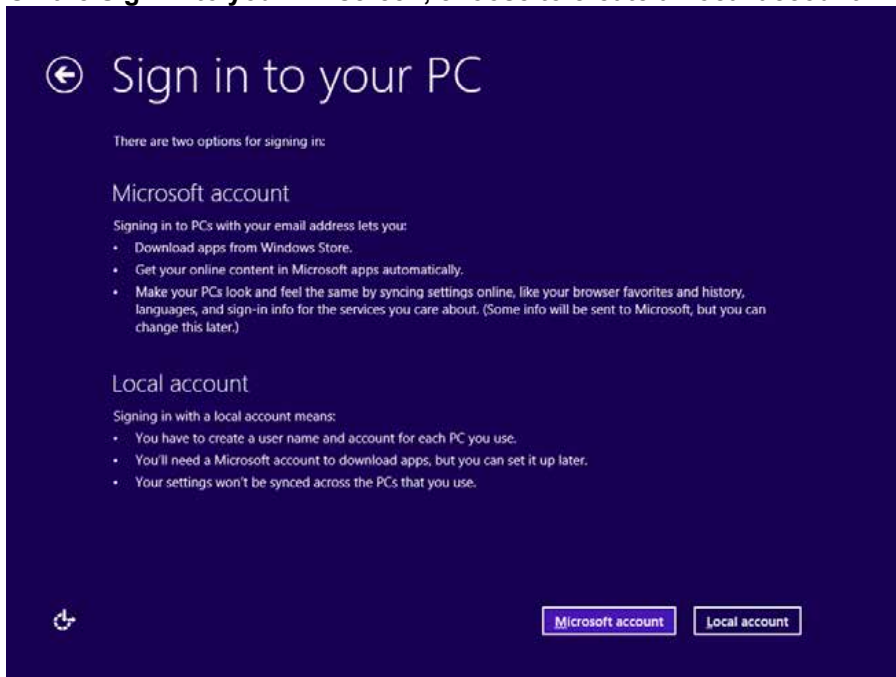 Sign in to your PC
There are two options for signing in:
Microsoft account
Signing in to PCs with your email address lets you:
• Download apps from Windows Store.
• Get your online content in Microsoft apps automatically.
• Make your PCs look and feel the same by syncing settings online, like your browser favorites and history,
languages, and sign-in info for the services you care about. (Some info will be sent to Microsoft, but you can
change this later.)
Local account
Signing in with a local account means:
• You have to create a user name and account for each PC you use.
• You'll need a Microsoft account to download apps, but you can set it up later.
• Your settings won't be synced across the PCs that you use.
Microsoft account Local account